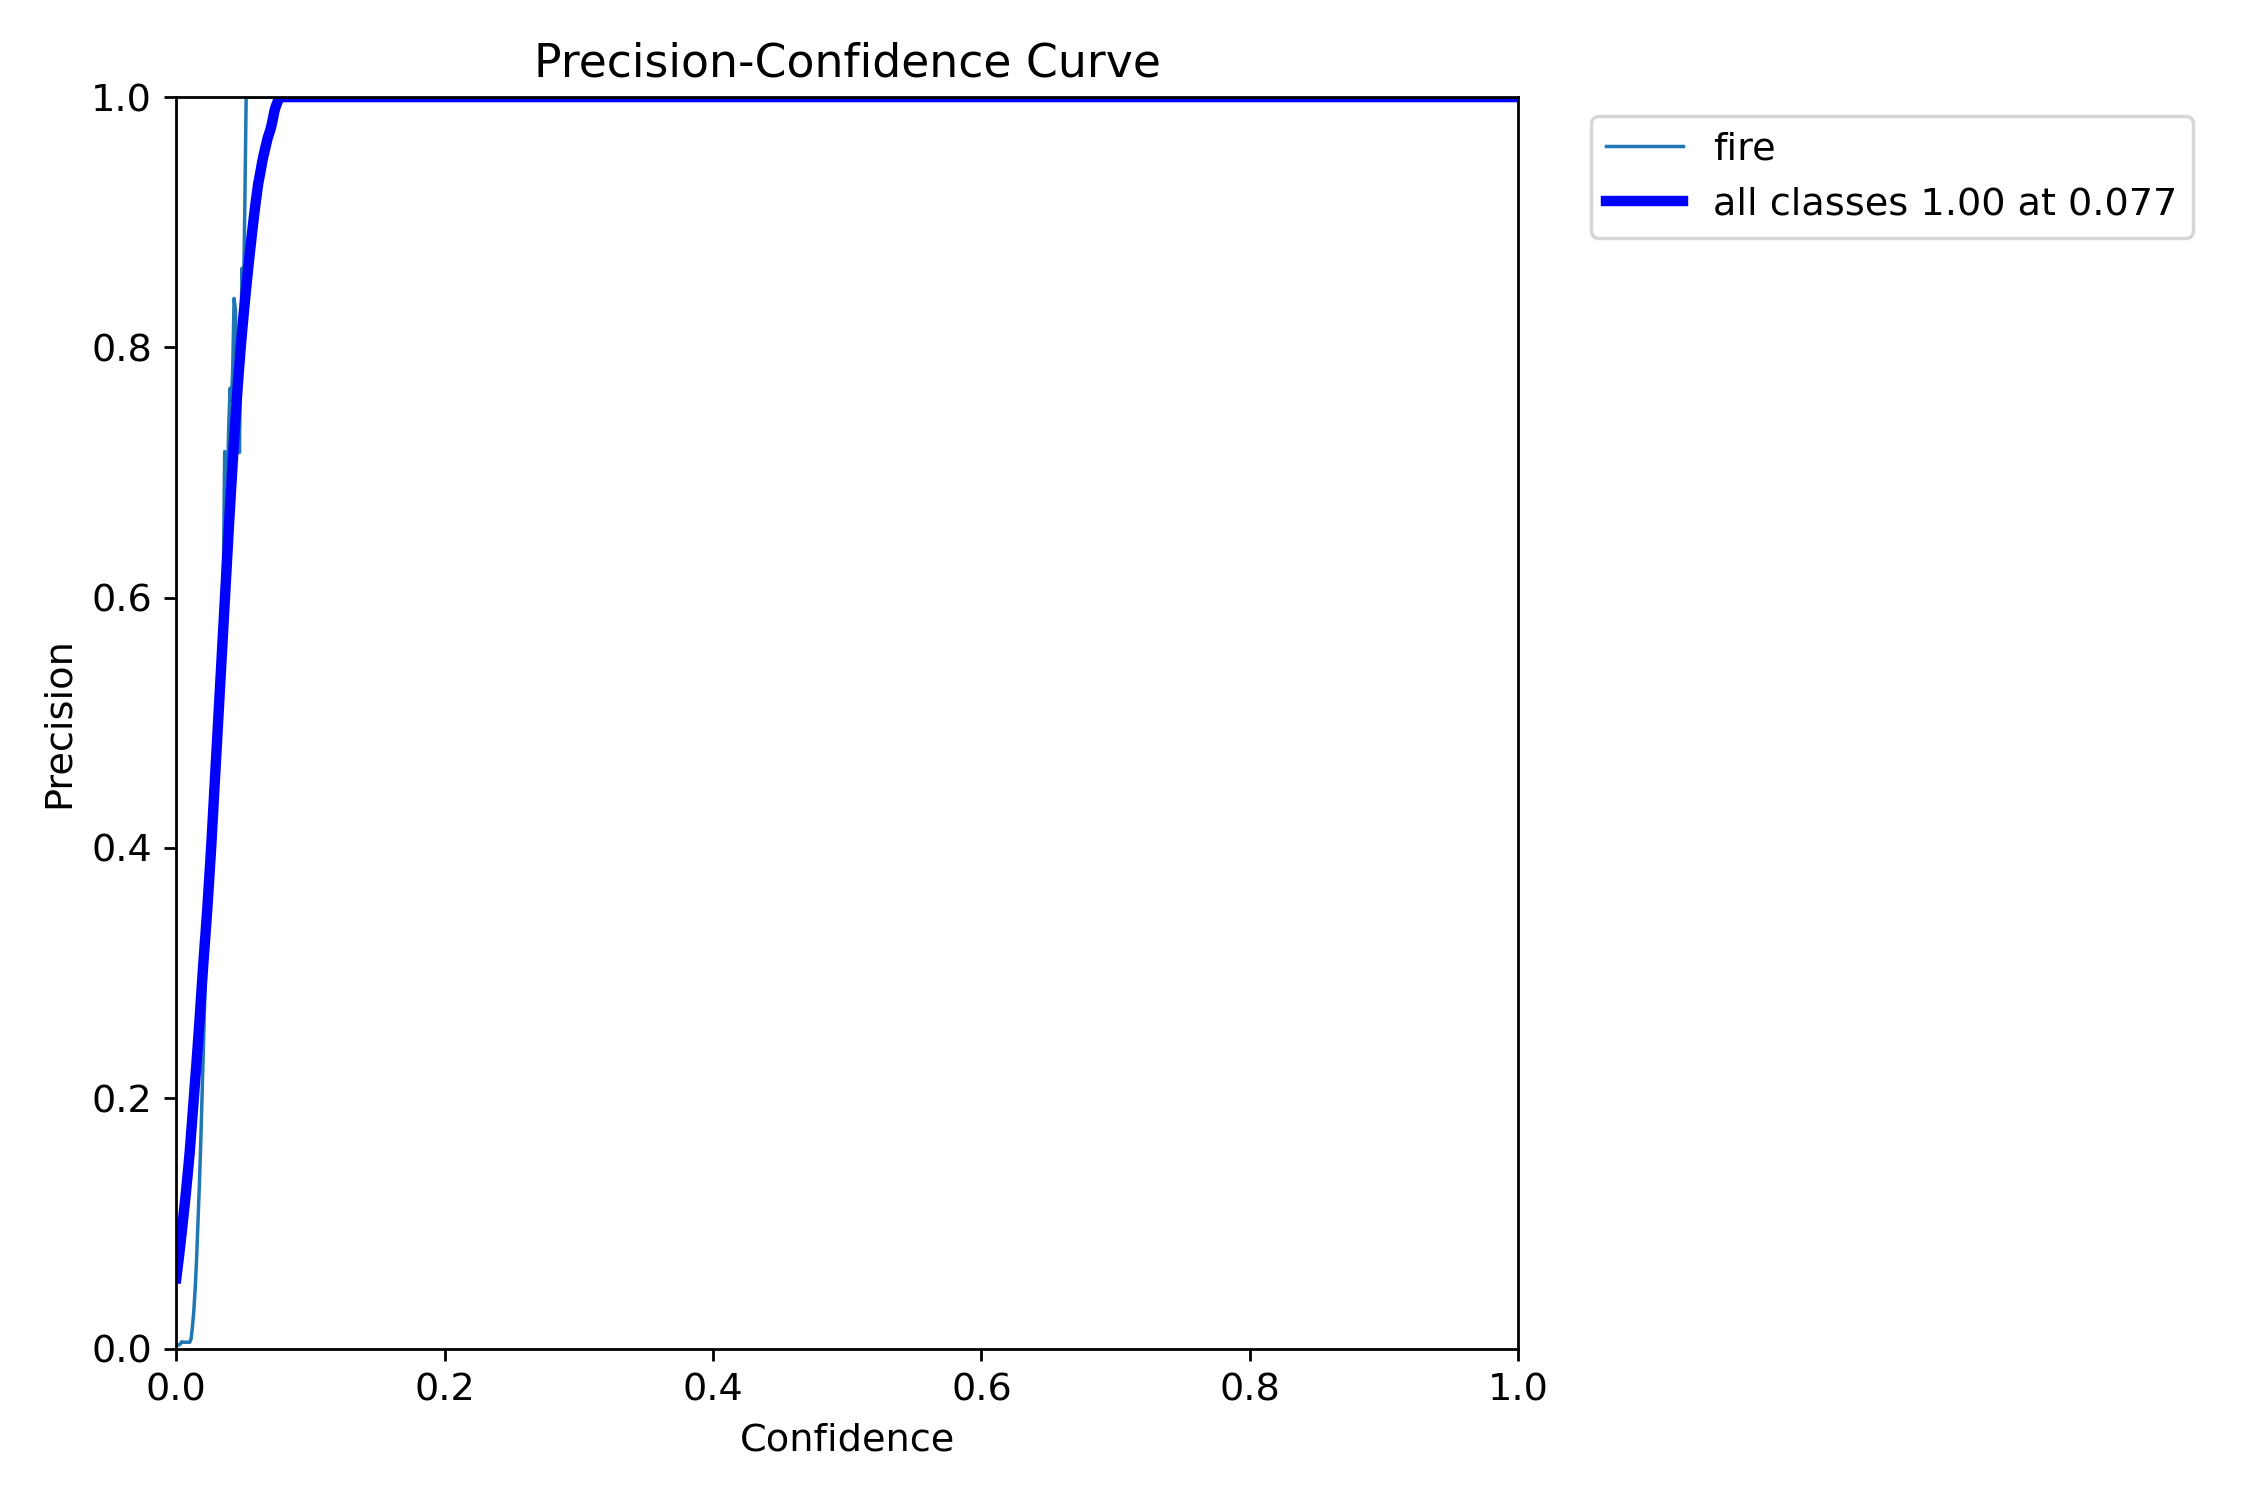 Precision-Confidence Curve
1.0
0.8
0.6
0.4
0.2
0.0
Precision
0.0 0.2 0.4 0.6 0.8 1.0
Confidence
fire
all classes 1.00 at 0.077